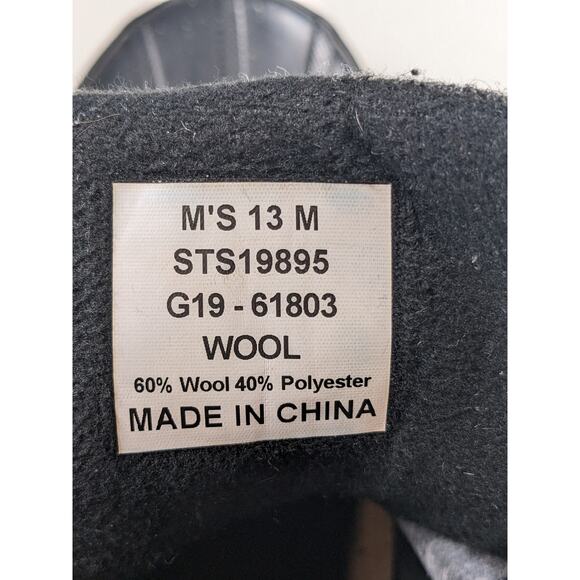 M'S 13 M
STS19895
G19 - 61803
WOOL
60% Wool 40% Polyester
MADE IN CHINA